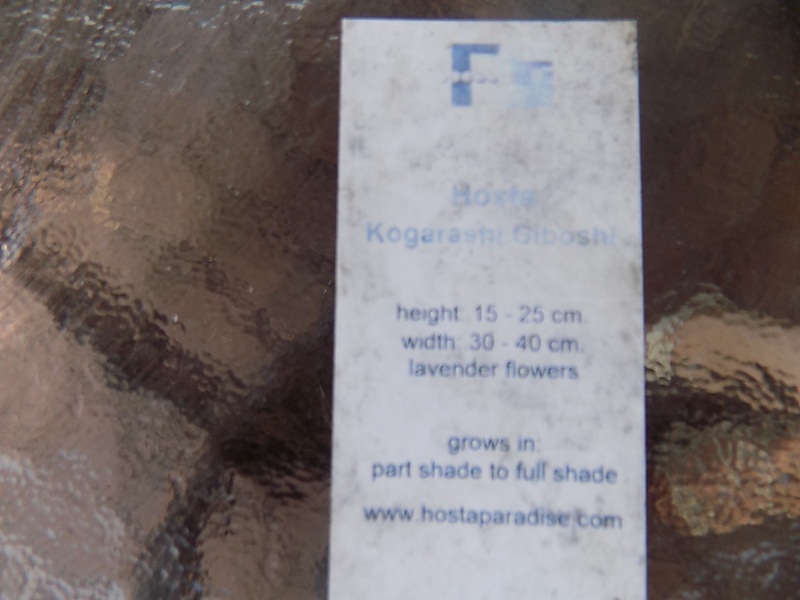 Hosta
Kogarashi Giboshi
height: 15 - 25 cm.
width: 30 - 40 cm.
lavender flowers
grows in:
part shade to full shade
www.hostaparadise.com